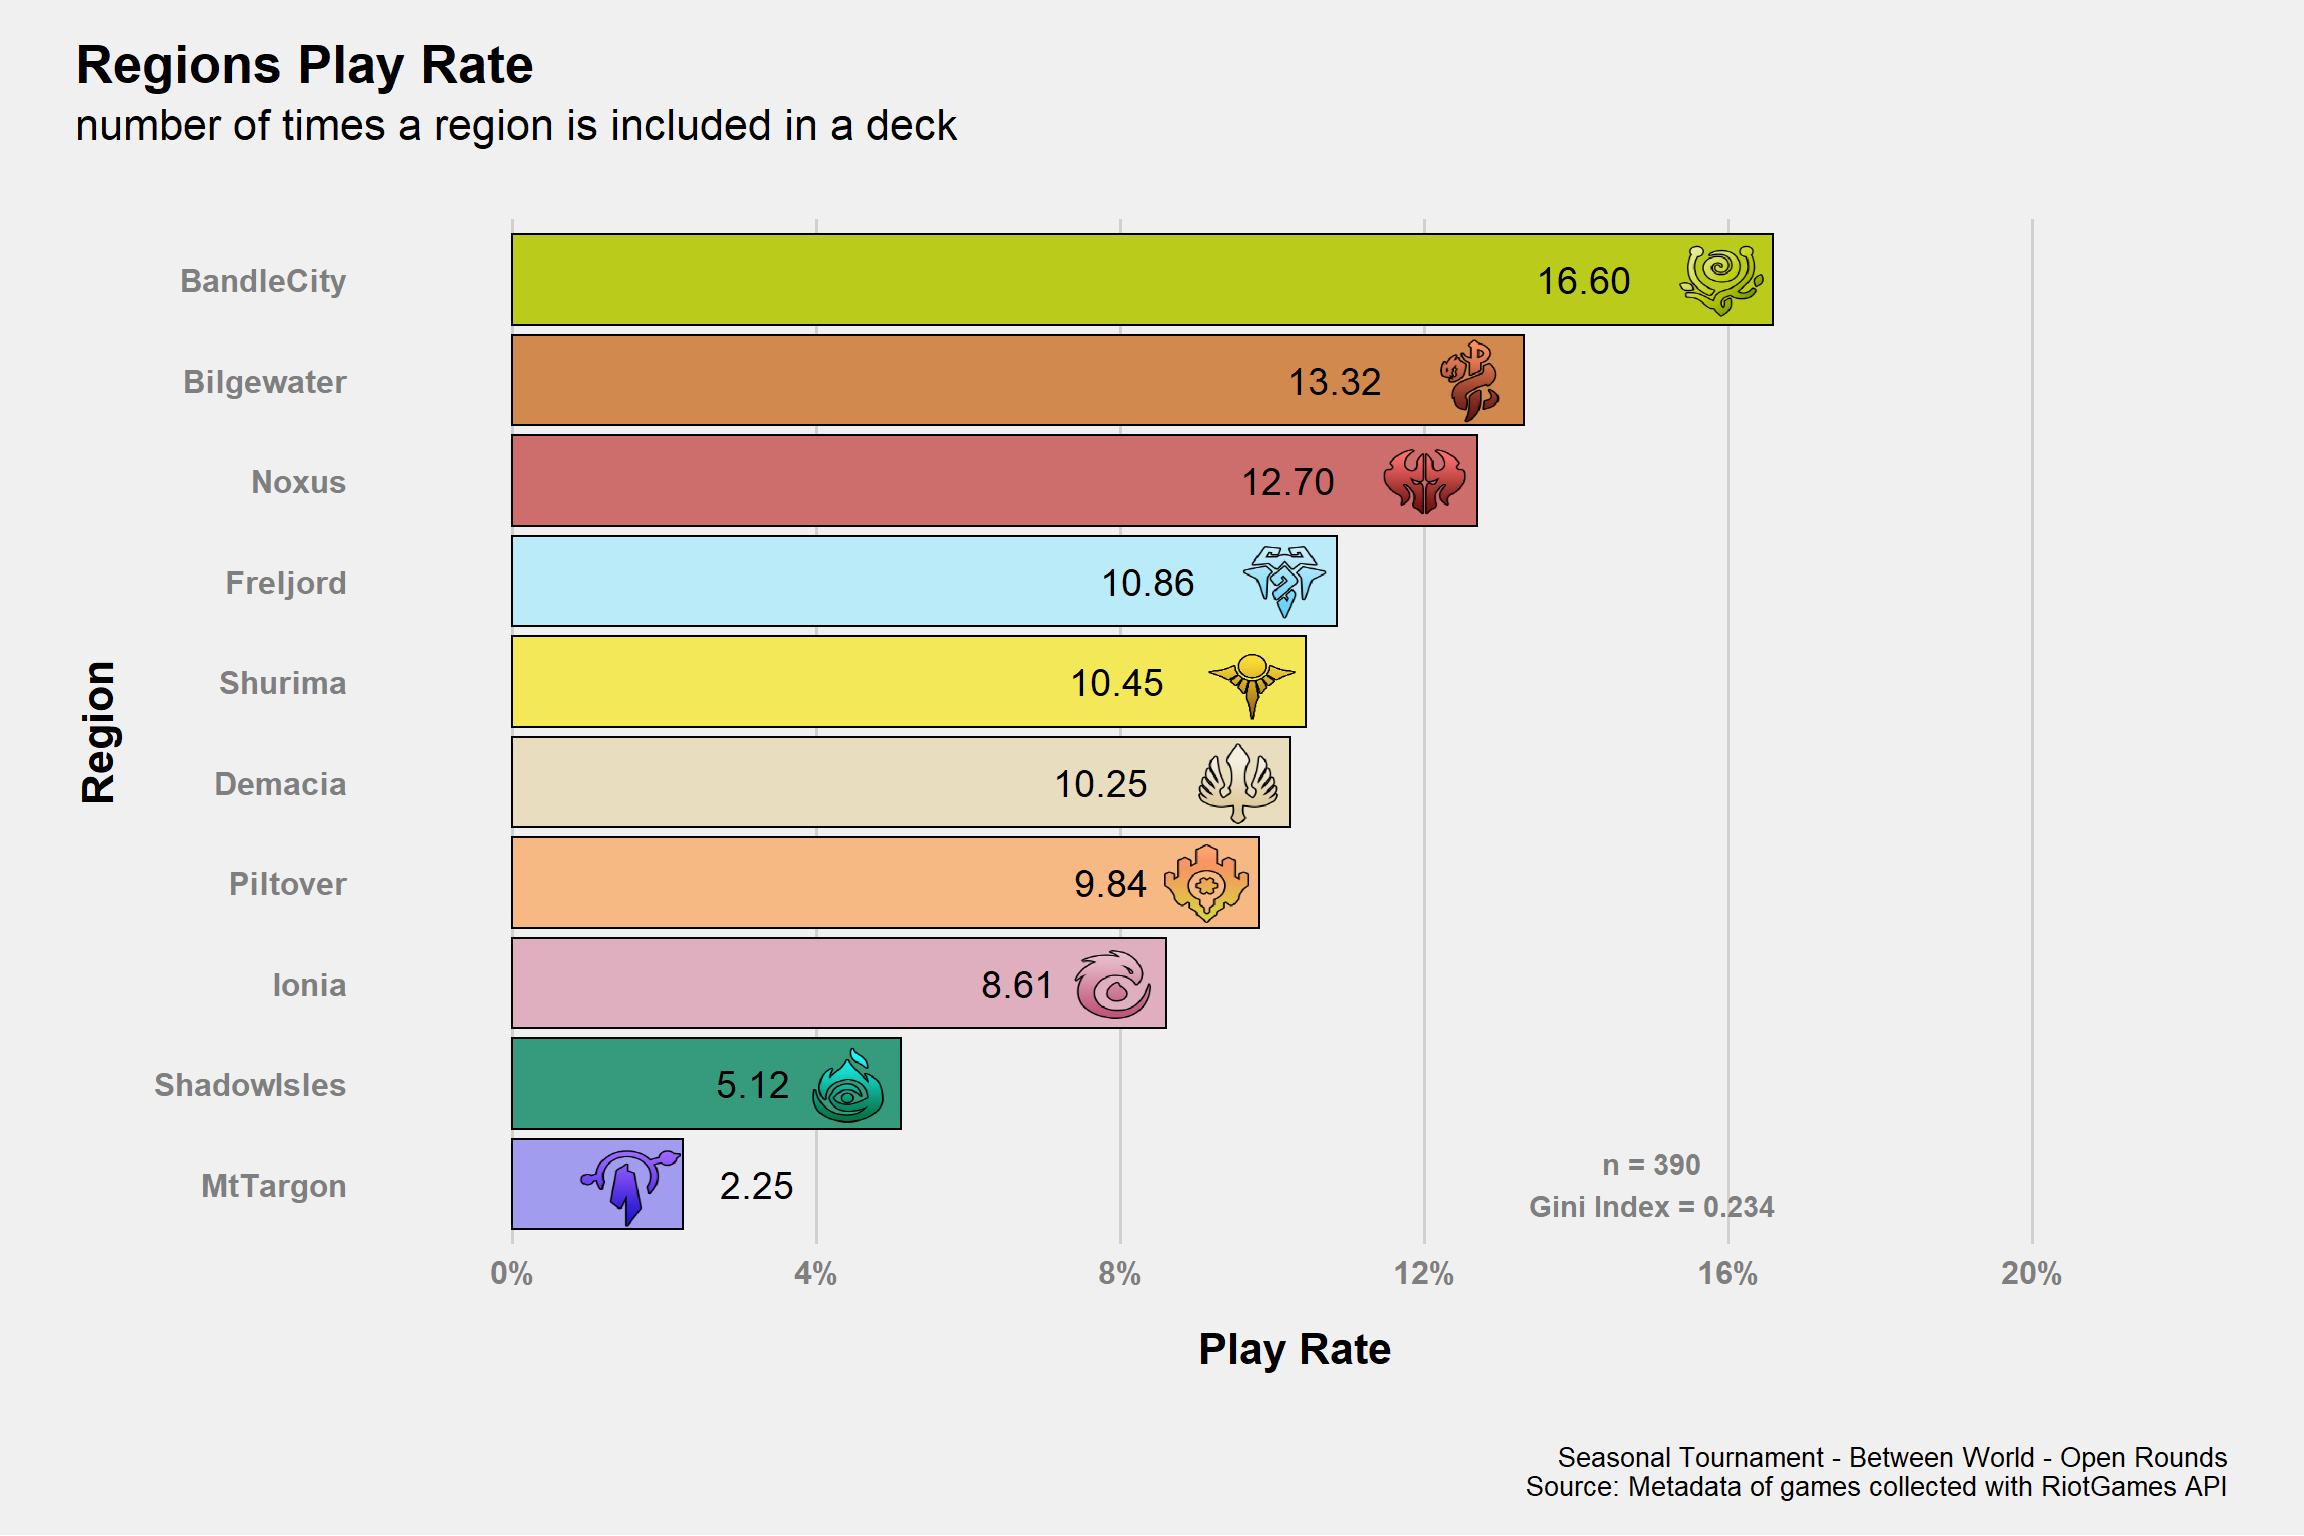 Regions Play Rate
number of times a region is included in a deck
BandleCity
16.60
Bilgewater
13.32
Noxus
12.70
Freljord
10.86
Shurima
10.45
Demacia
10.25
Piltover
9.84
Ionia
8.61
ShadowIsles
5.12
MtTargon
2.25
Region
n = 390
Gini Index = 0.234
0% 4% 8% 12% 16% 20%
Play Rate
Seasonal Tournament - Between World - Open Rounds
Source: Metadata of games collected with RiotGames API